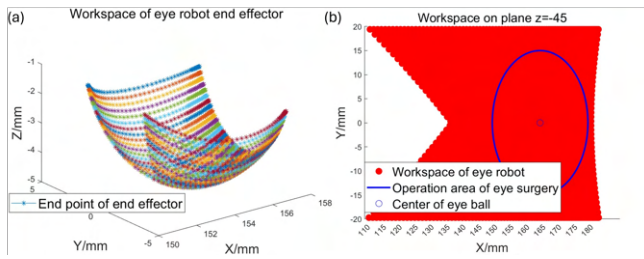 (a)
Workspace of eye robot end effector
-1
-2
-3
-4
-5
Z/mm
5
0
-5
Y/mm
150
152
154
156
158
X/mm
End point of end effector
(b)
Workspace on plane z=-45
20
15
10
5
0
-5
-10
-15
-20
Y/mm
110
115
120
125
130
135
140
145
150
155
160
165
170
175
180
X/mm
Workspace of eye robot
Operation area of eye surgery
Center of eye ball